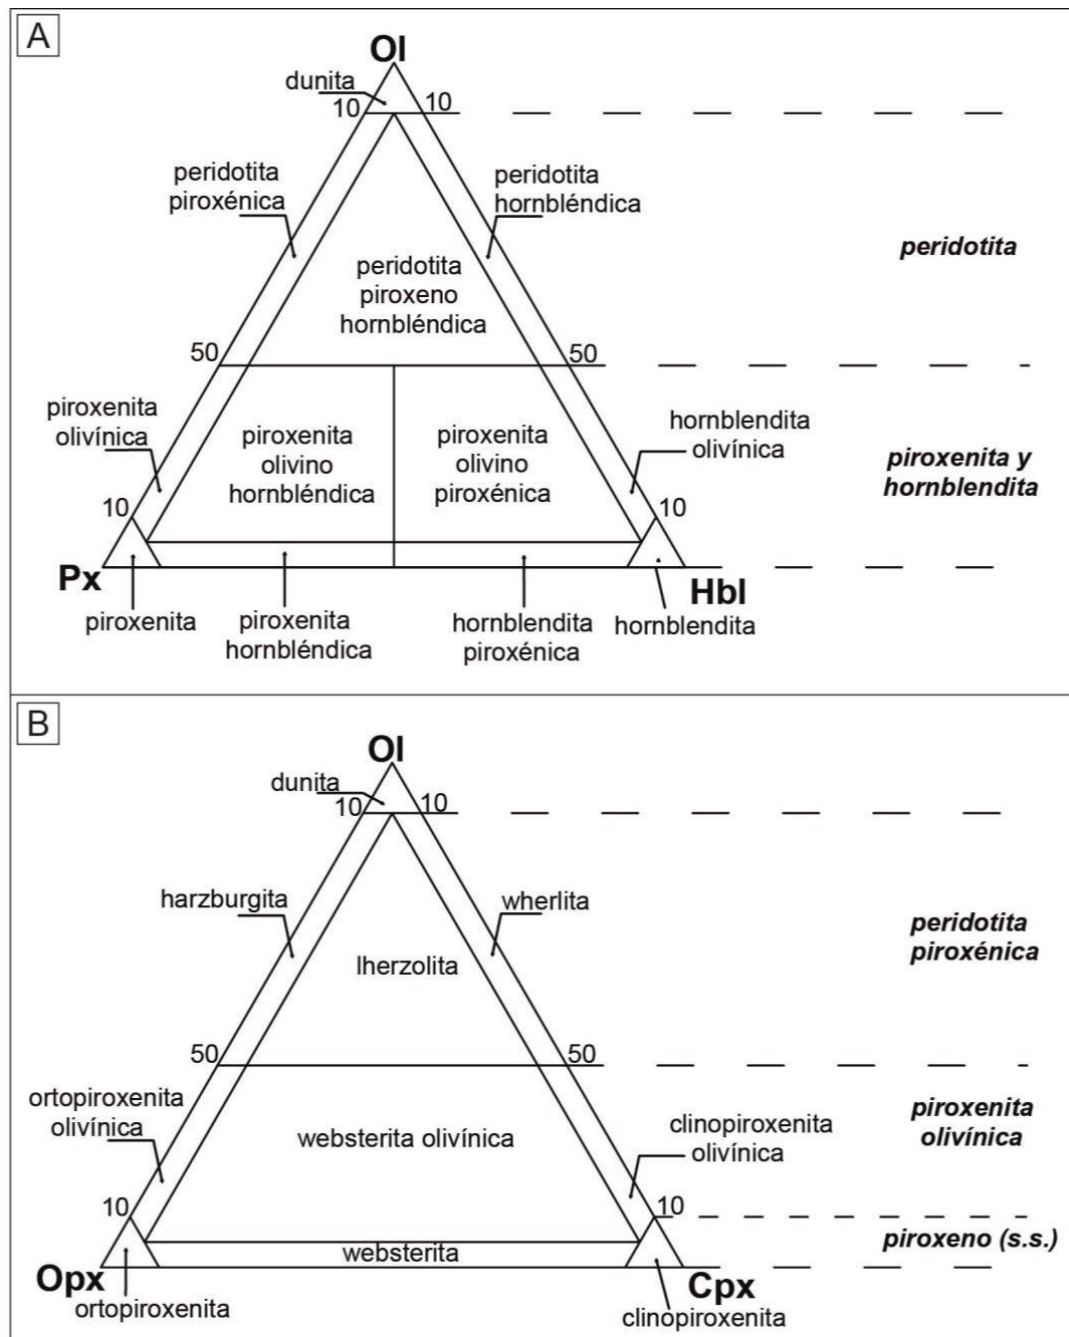 A
Ol
dunita
10
10
peridotita
piroxénica
peridotita
hornbléndica
peridotita
peridotita
piroxeno
hornbléndica
50
50
piroxenita
olivínica
piroxenita
olivino
hornbléndica
piroxenita
olivino
piroxénica
hornblendita
olivínica
piroxenita y
hornblendita
10
10
Px
Hbl
piroxenita
piroxenita
hornbléndica
hornblendita
piroxénica
hornblendita
B
Ol
dunita
10
10
harzburgita
wherlita
peridotita
piroxénica
lherzolita
50
50
ortopiroxenita
olivínica
websterita olivínica
clinopiroxenita
olivínica
piroxenita
olivínica
10
10
piroxeno (s.s.)
websterita
Opx
Cpx
ortopiroxenita
clinopiroxenita